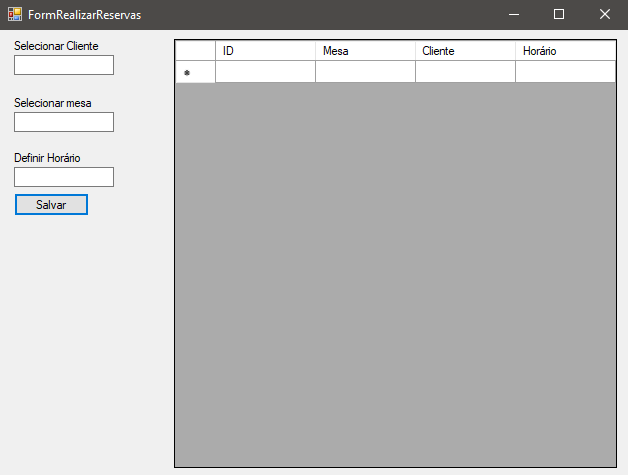 FormRealizarReservas
Selecionar Cliente
Selecionar mesa
Definir Horário
Salvar
ID Mesa Cliente Horário
*